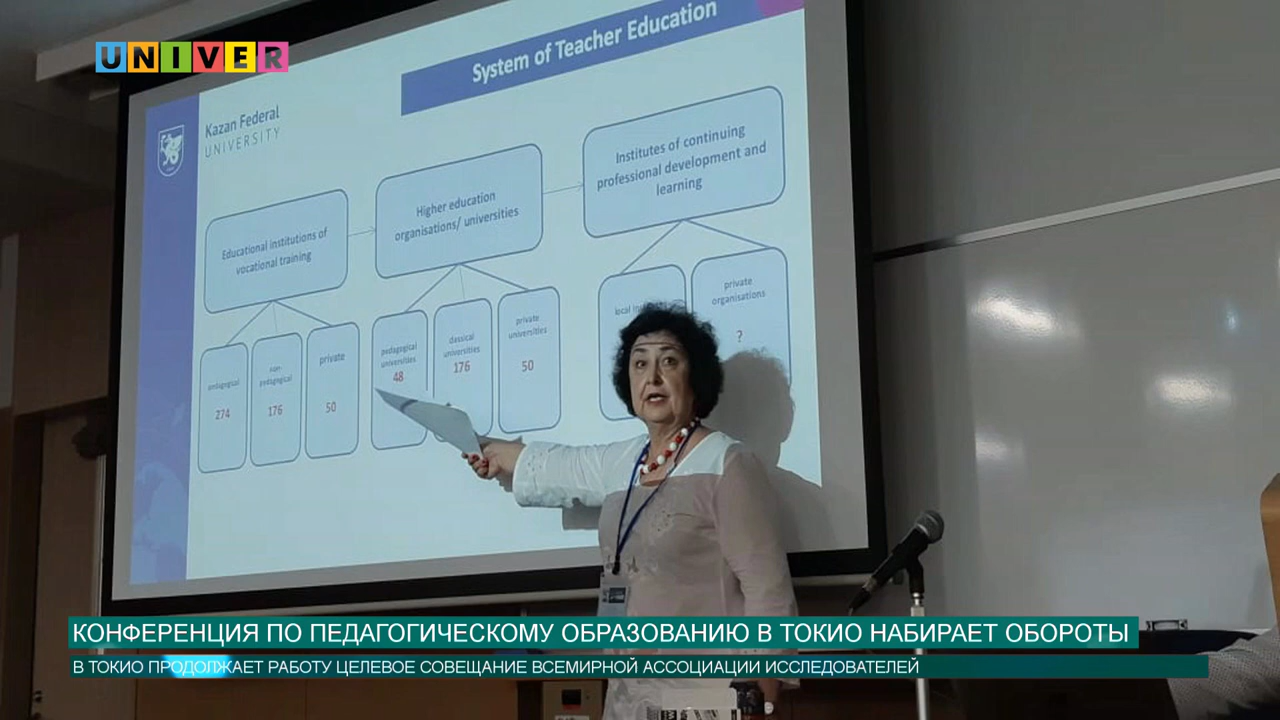 UNIVER
System of Teacher Education
Kazan Federal
UNIVERSITY
Educational institutions of
vocational training
Higher education
organisations/ universities
Institutes of continuing
professional development and
learning
pedagogical
274
non-
pedagogical
176
private
50
pedagogical
universities
48
classical
universities
176
private
universities
50
local
private
organisations
?
КОНФЕРЕНЦИЯ ПО ПЕДАГОГИЧЕСКОМУ ОБРАЗОВАНИЮ В ТОКИО НАБИРАЕТ ОБОРОТЫ
В ТОКИО ПРОДОЛЖАЕТ РАБОТУ ЦЕЛЕВОЕ СОВЕЩАНИЕ ВСЕМИРНОЙ АССОЦИАЦИИ ИССЛЕДОВАТЕЛЕЙ